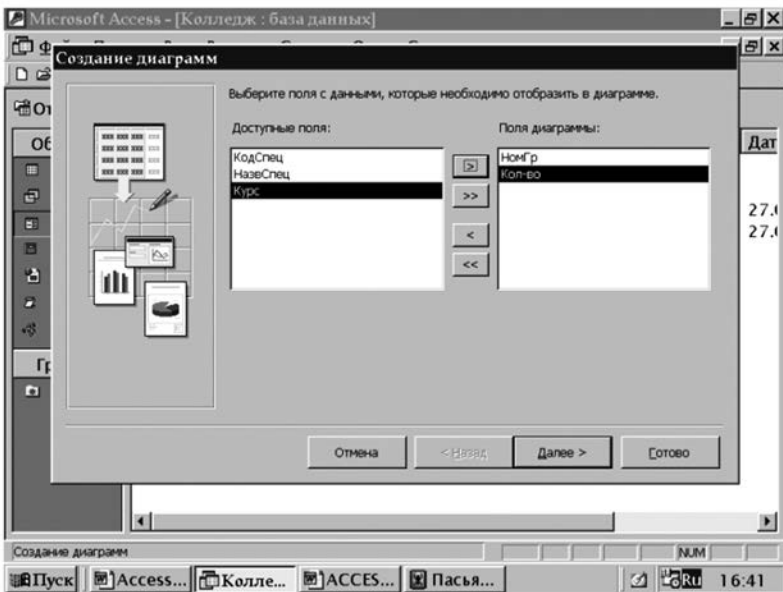 Microsoft Access - [Колледж : база данных]
Создание диаграмм
Выберите поля с данными, которые необходимо отобразить в диаграмме.
Доступные поля:
Поля диаграммы:
КодСпец
НазвСпец
Курс
>
>>
<
<<
НомГр
Кол-во
Об
Дат
27.
27.
Гр
Отмена
< Назад
Далее >
Готово
Создание диаграмм
NUM
Пуск
Access...
Колле...
ACCES...
Пасья...
Ru
16:41